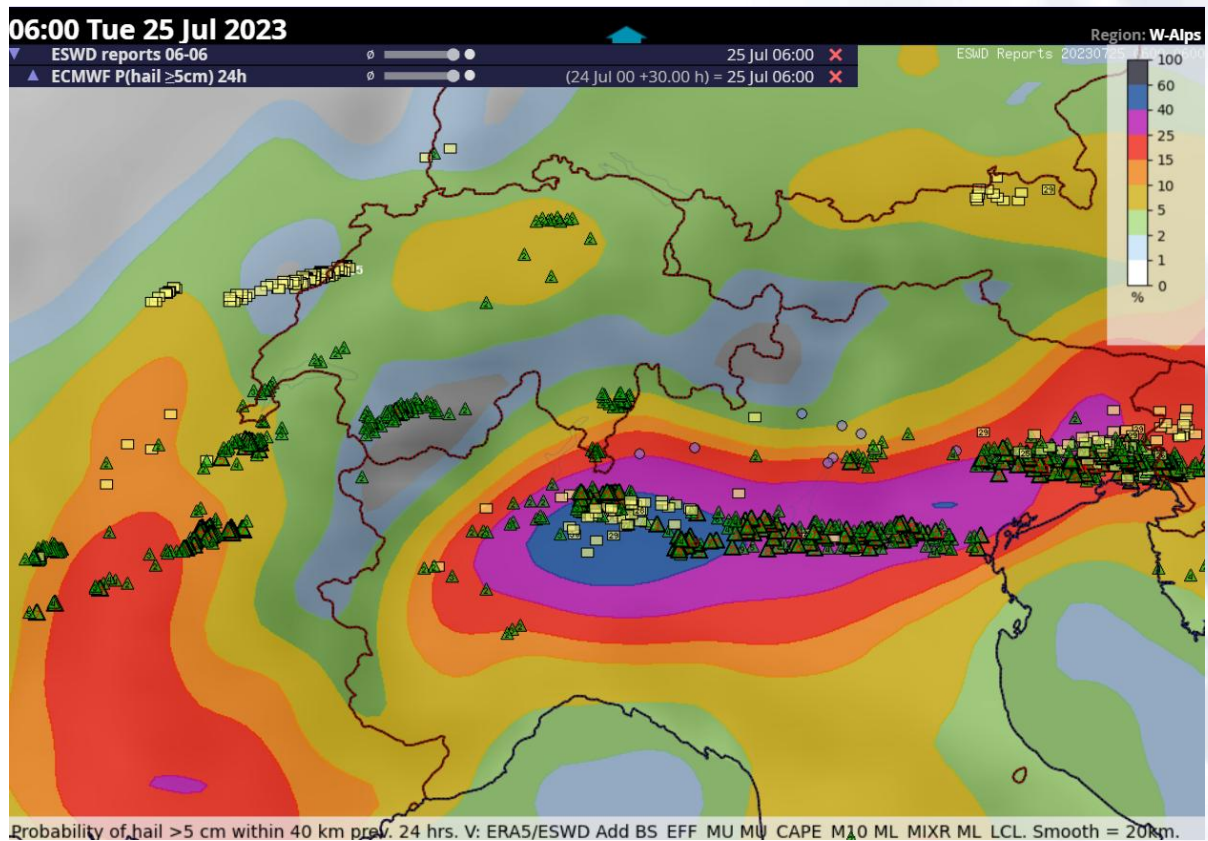 06:00 Tue 25 Jul 2023
Region: W-Alps
ESWD reports 06-06
ø
25 Jul 06:00
ECMWF P(hail ≥5cm) 24h
ø
(24 Jul 00 +30.00 h) = 25 Jul 06:00
ESWD Reports 20230725
100
60
40
25
15
10
5
2
1
0
%
29
Probability of hail >5 cm within 40 km prev. 24 hrs. V: ERA5/ESWD Add BS EFF MU MU CAPE M10 ML MIXR ML LCL. Smooth = 20km.